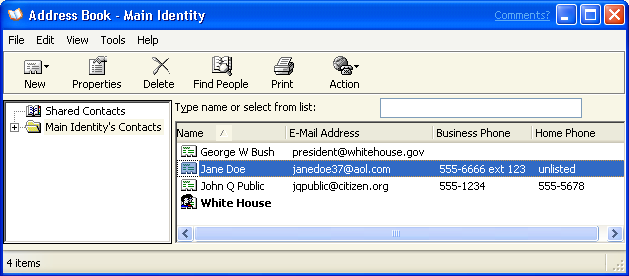 Address Book - Main Identity
Comments?
File Edit View Tools Help
New Properties Delete Find People Print Action
Shared Contacts
Main Identity's Contacts
Type name or select from list:
Name E-Mail Address Business Phone Home Phone
George W Bush president@whitehouse.gov
Jane Doe janedoe37@aol.com 555-6666 ext 123 unlisted
John Q Public jqpublic@citizen.org 555-1234 555-5678
White House
4 items